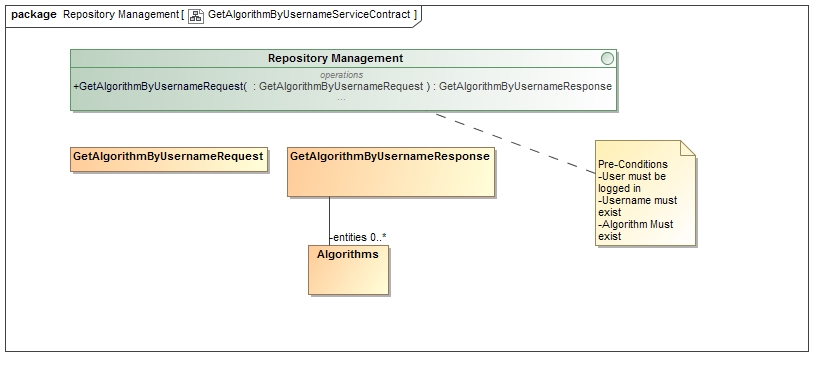 package Repository Management [ GetAlgorithmByUsernameServiceContract ]
Repository Management
operations
+GetAlgorithmByUsernameRequest( : GetAlgorithmByUsernameRequest ) : GetAlgorithmByUsernameResponse
...
GetAlgorithmByUsernameRequest
GetAlgorithmByUsernameResponse
Pre-Conditions
-User must be
logged in
-Username must
exist
-Algorithm Must
exist
-entities 0..*
Algorithms